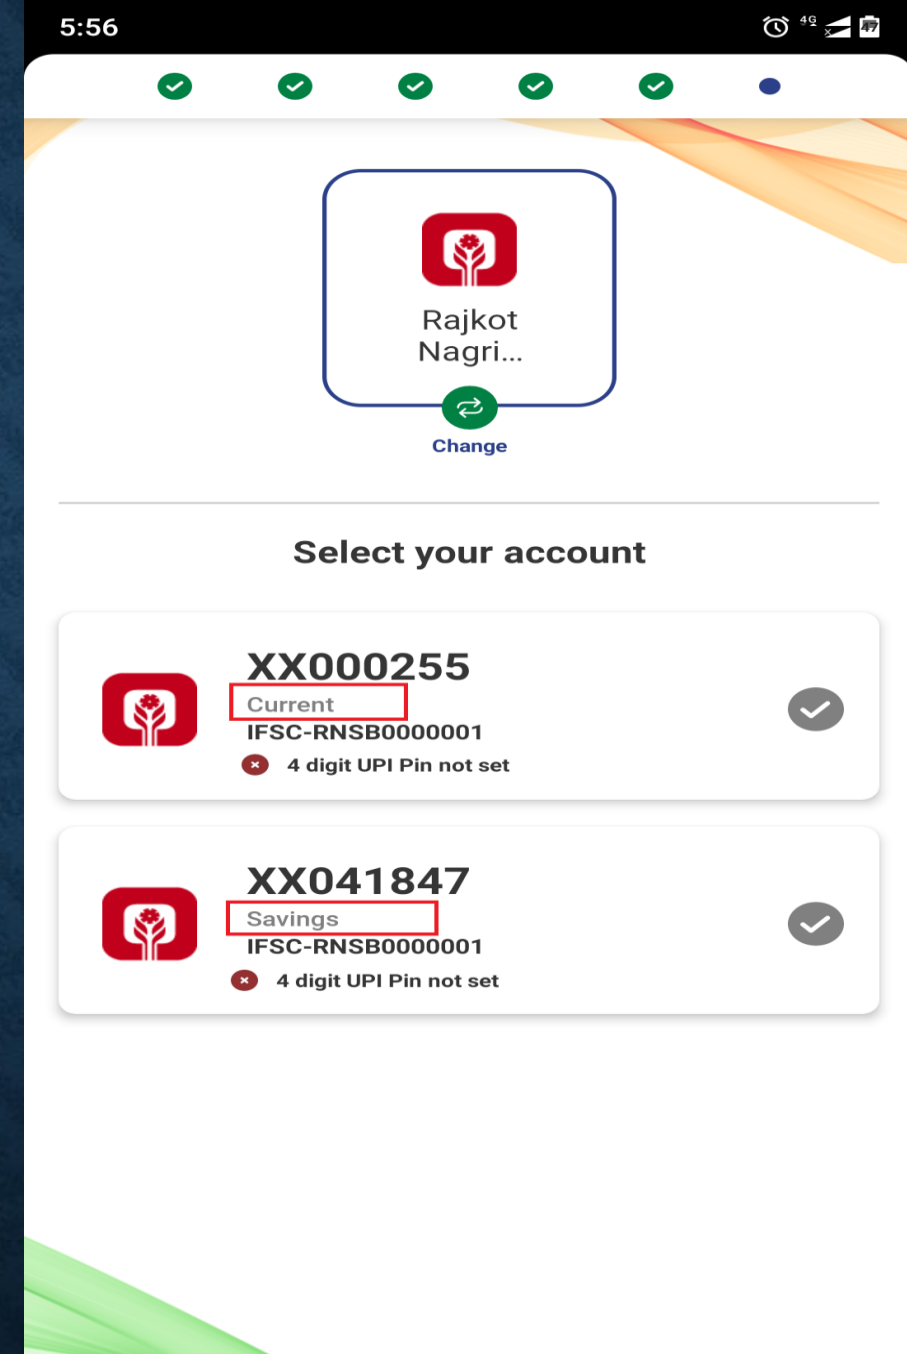 5:56
4G
47
Rajkot
Nagri...
Change
Select your account
XX000255
Current
IFSC-RNSB0000001
4 digit UPI Pin not set
XX041847
Savings
IFSC-RNSB0000001
4 digit UPI Pin not set